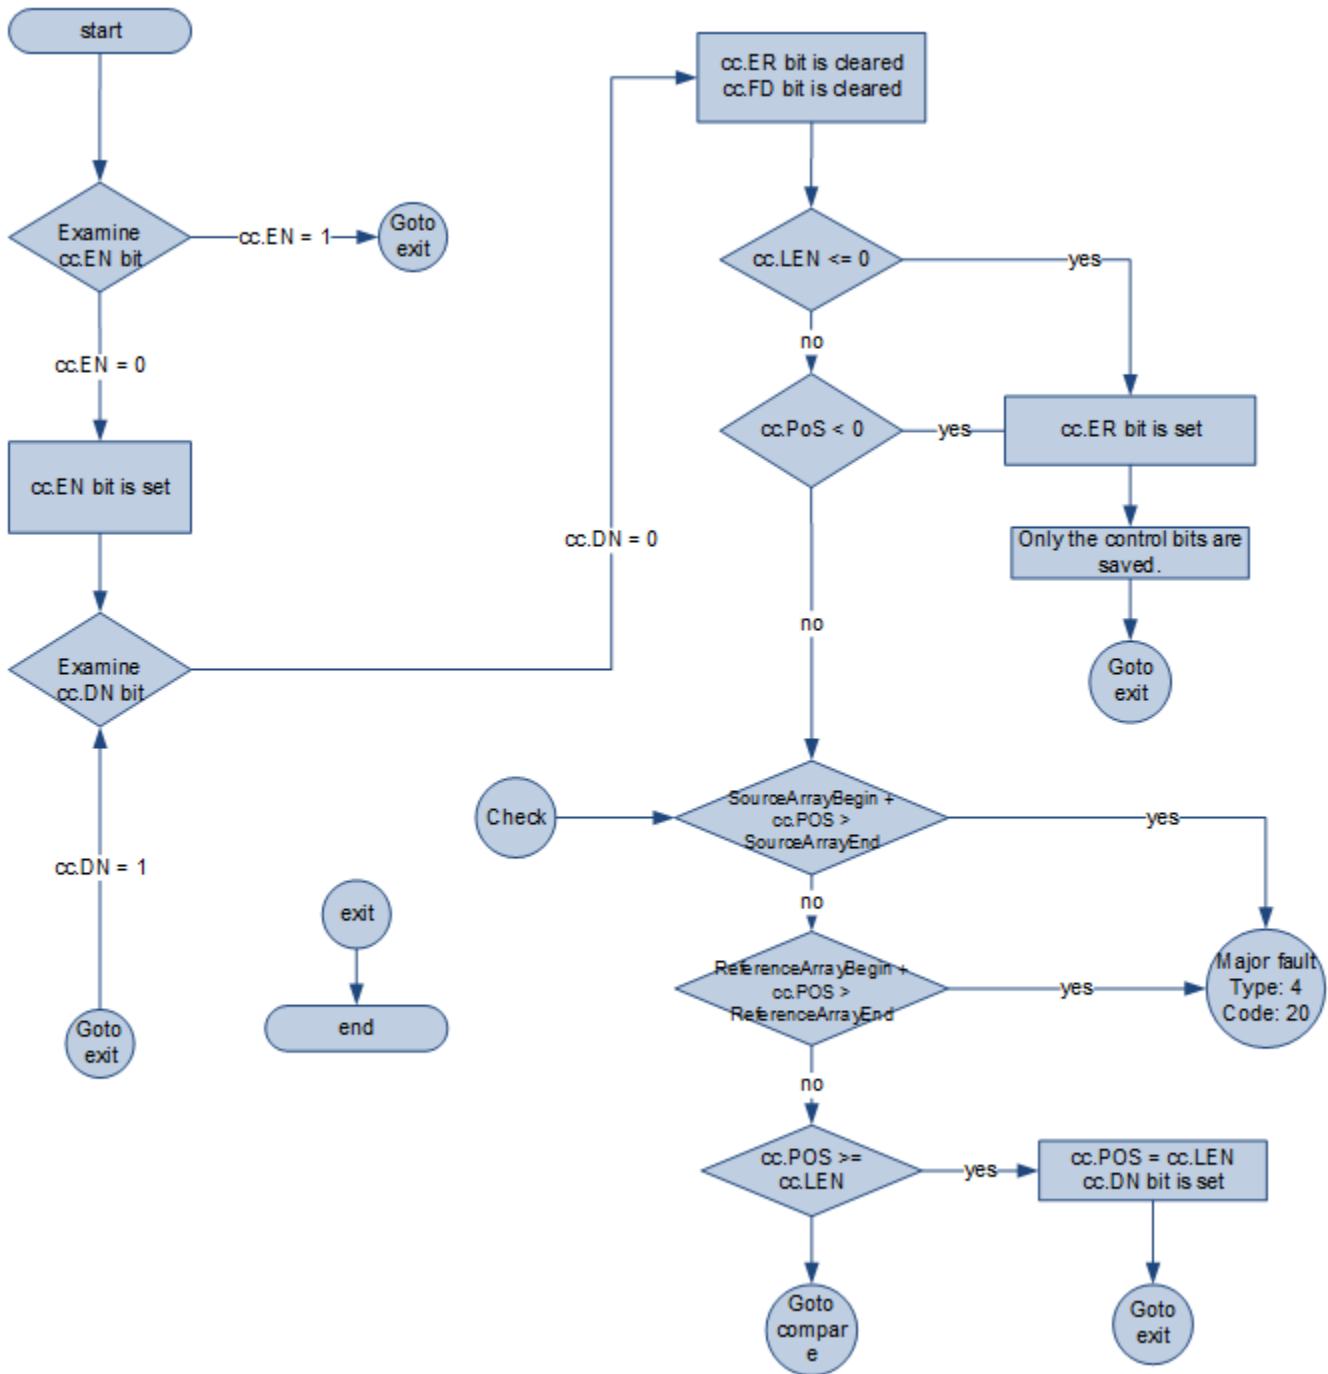 start
Examine
cc.EN bit
cc.EN = 1
Goto
exit
cc.EN = 0
cc.EN bit is set
Examine
cc.DN bit
cc.DN = 1
Goto
exit
exit
end
cc.DN = 0
cc.ER bit is cleared
cc.FD bit is cleared
cc.LEN <= 0
yes
no
cc.PoS < 0
yes
cc.ER bit is set
Only the control bits are
saved.
Goto
exit
no
Check
SourceArrayBegin +
cc.POS >
SourceArrayEnd
yes
no
ReferenceArrayBegin +
cc.POS >
ReferenceArrayEnd
yes
Major fault
Type: 4
Code: 20
no
cc.POS >=
cc.LEN
yes
cc.POS = cc.LEN
cc.DN bit is set
Goto
compar
e
Goto
exit